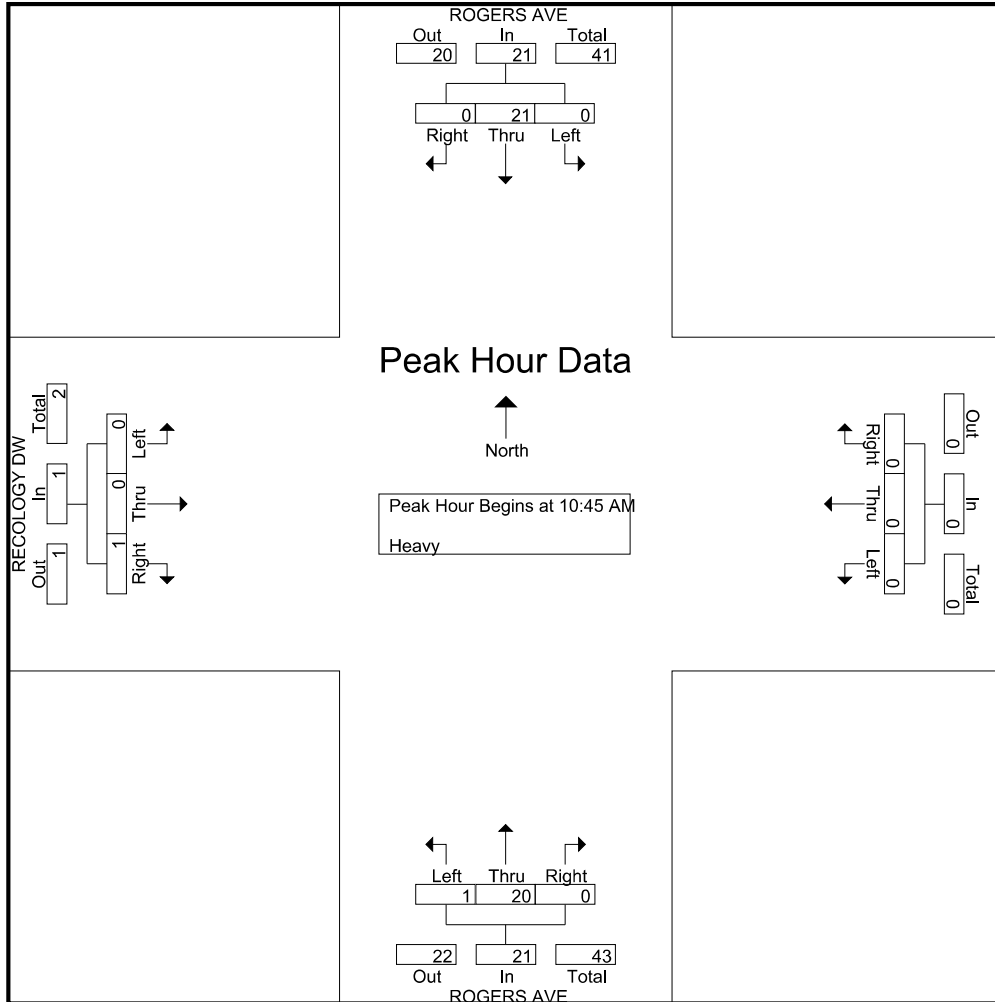 ROGERS AVE
Out In Total
20 21 41
0 21 0
Right Thru Left
Peak Hour Data
North
Peak Hour Begins at 10:45 AM
Heavy
RECOLOGY DW
Out In Total
1 1 2
1 0 0
Right Thru Left
Out In Total
0 0 0
0 0 0
Right Thru Left
Left Thru Right
1 20 0
22 21 43
Out In Total
ROGERS AVE